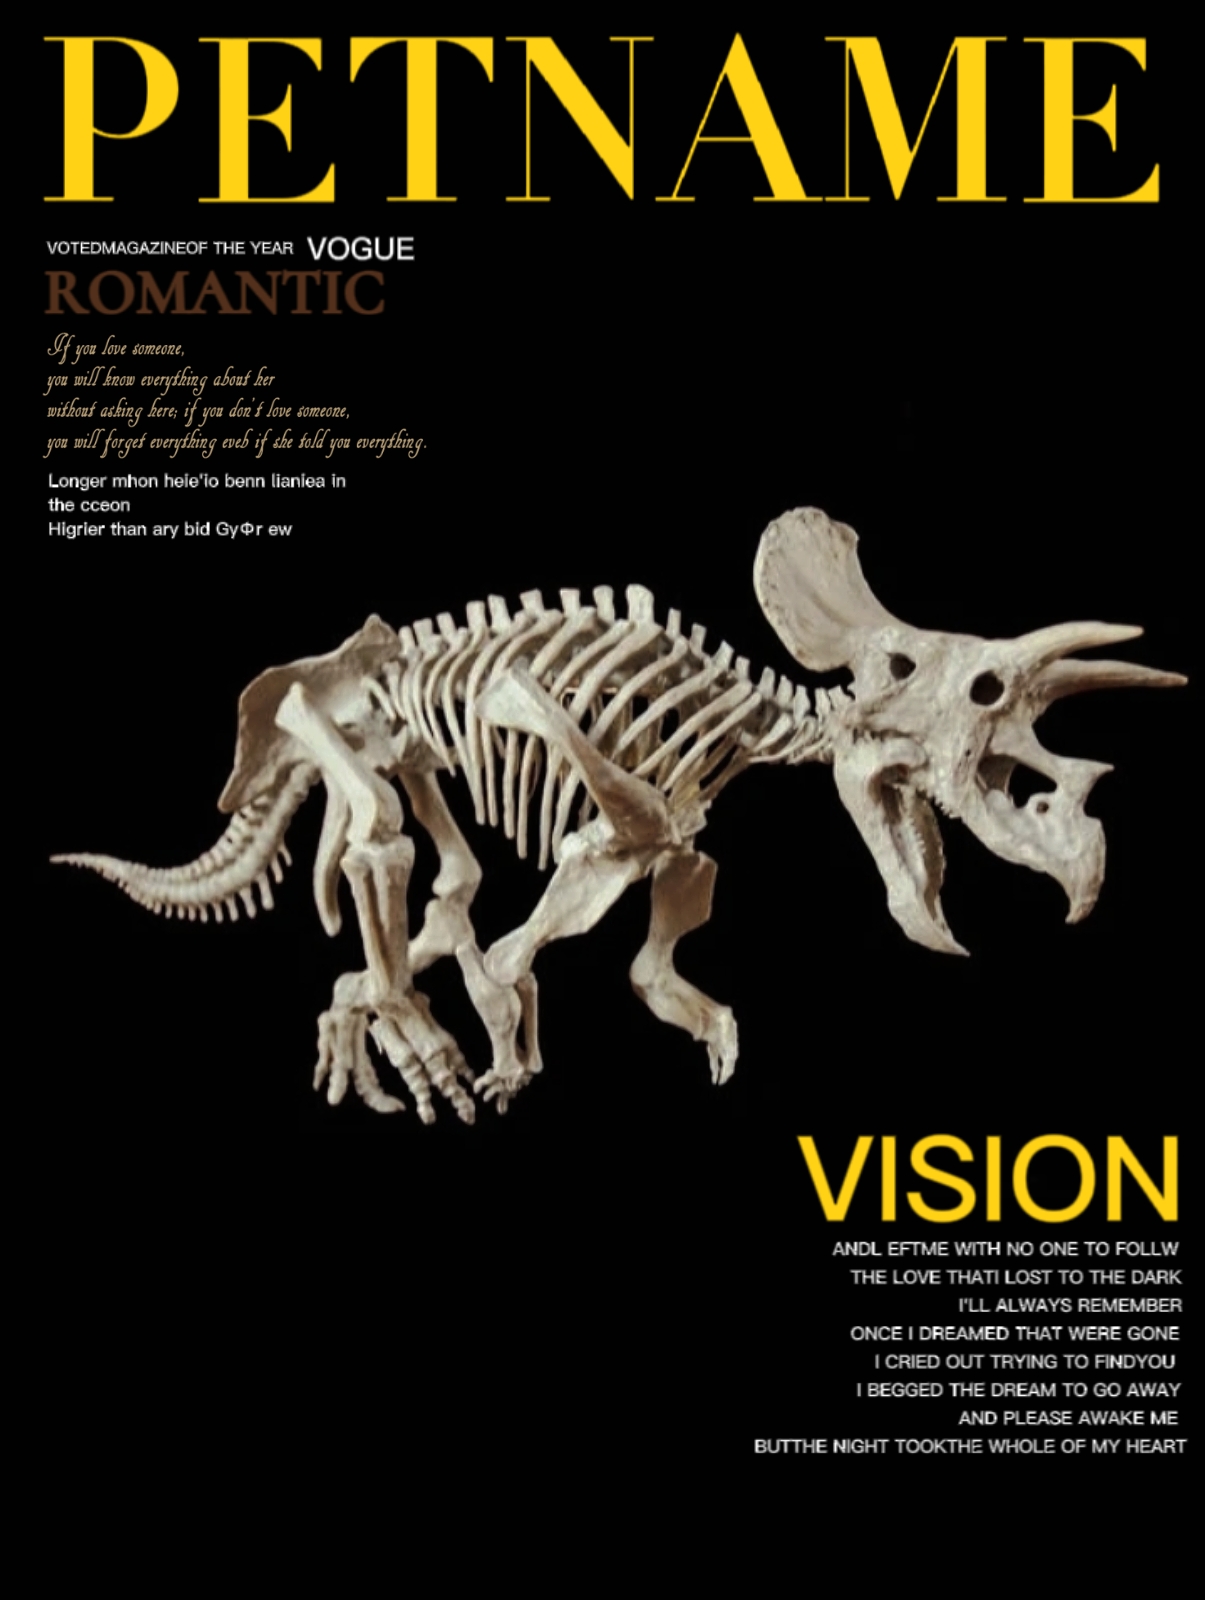 PETNAME
VOTEDMAGAZINEOF THE YEAR VOGUE
ROMANTIC
If you love someone,
you will know everything about her
without asking here; if you don't love someone,
you will forget everything eveb if she told you everything.
Longer mhon heie'io benn lianiea in
the cceon
Higrier than ary bid GyΦr ew
VISION
ANDL EFTME WITH NO ONE TO FOLLW
THE LOVE THATI LOST TO THE DARK
I'LL ALWAYS REMEMBER
ONCE I DREAMED THAT WERE GONE
I CRIED OUT TRYING TO FINDYOU
I BEGGED THE DREAM TO GO AWAY
AND PLEASE AWAKE ME
BUTTHE NIGHT TOOKTHE WHOLE OF MY HEART